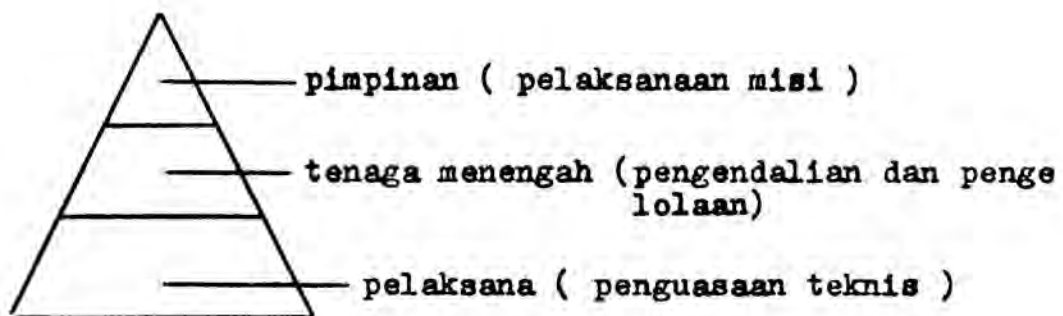 pimpinan ( pelaksanaan misi )
tenaga menengah (pengendalian dan penge
lolaan)
pelaksana ( penguasaan teknis )